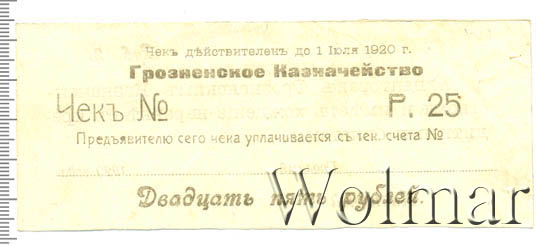 Чекъ дѣйствителенъ до 1 Іюля 1920 г.
Грозненское Казначейство
Чекъ № Р. 25
Предъявителю сего чека уплачивается съ тек. счета №
Двадцать пять рублей.
Wolmar